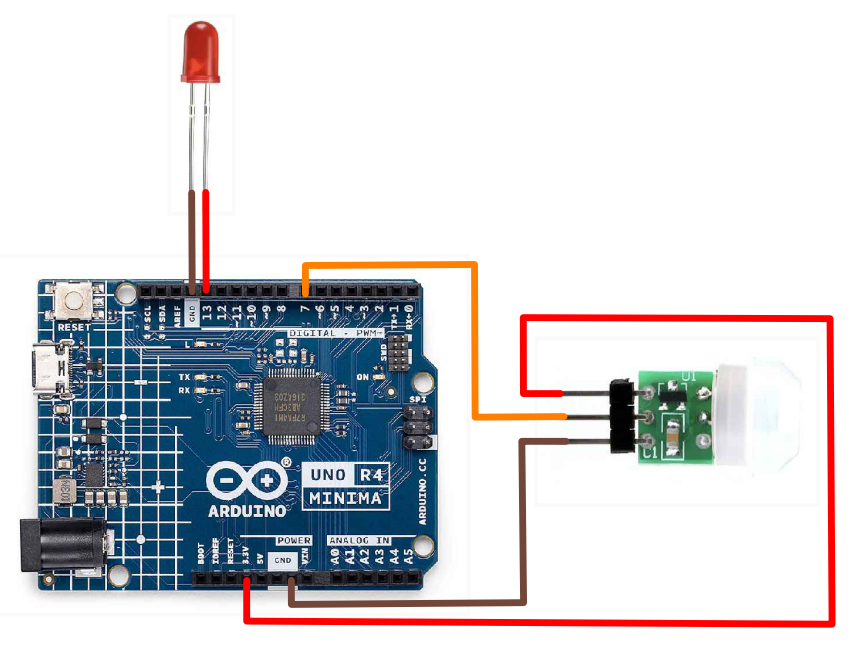 RESET
SCL
SDA
AREF
GND
13
12
~11
~10
~9
8
7
~6
~5
~4
~3
2
TX→1
RX←0
DIGITAL - PWM~
L
TX
RX
ON
SWD
SPI
®
UNO R4
MINIMA
ARDUINO
ARDUINO.CC
POWER
ANALOG IN
BOOT
IOREF
RESET
3.3V
5V
GND
VIN
A0
A1
A2
A3
A4
A5
U1
C1